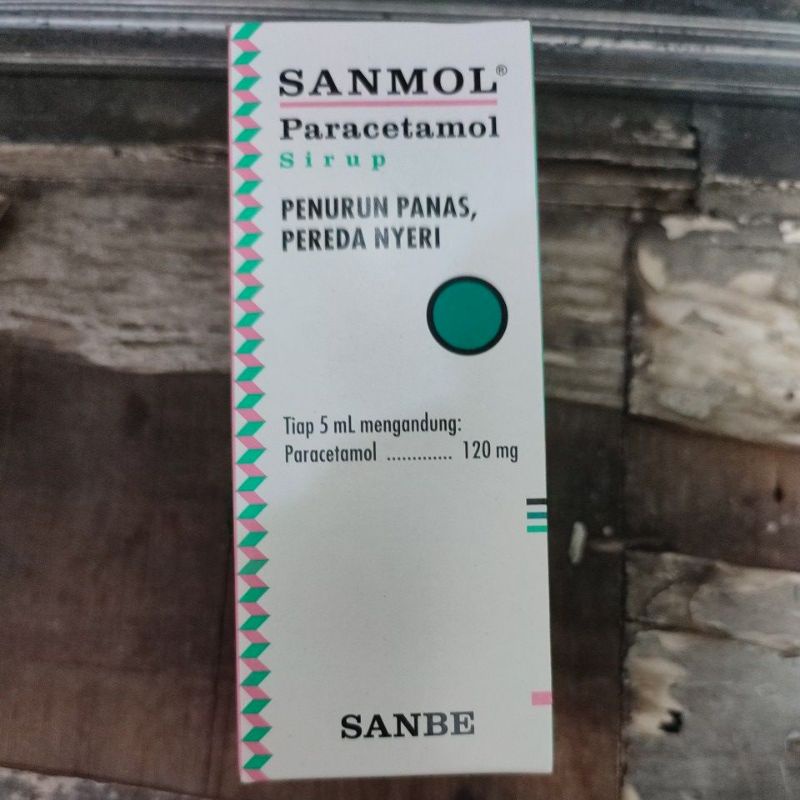 SANMOL®
Paracetamol
Sirup
PENURUN PANAS,
PEREDA NYERI
Tiap 5 mL mengandung:
Paracetamol ............. 120 mg
SANBE